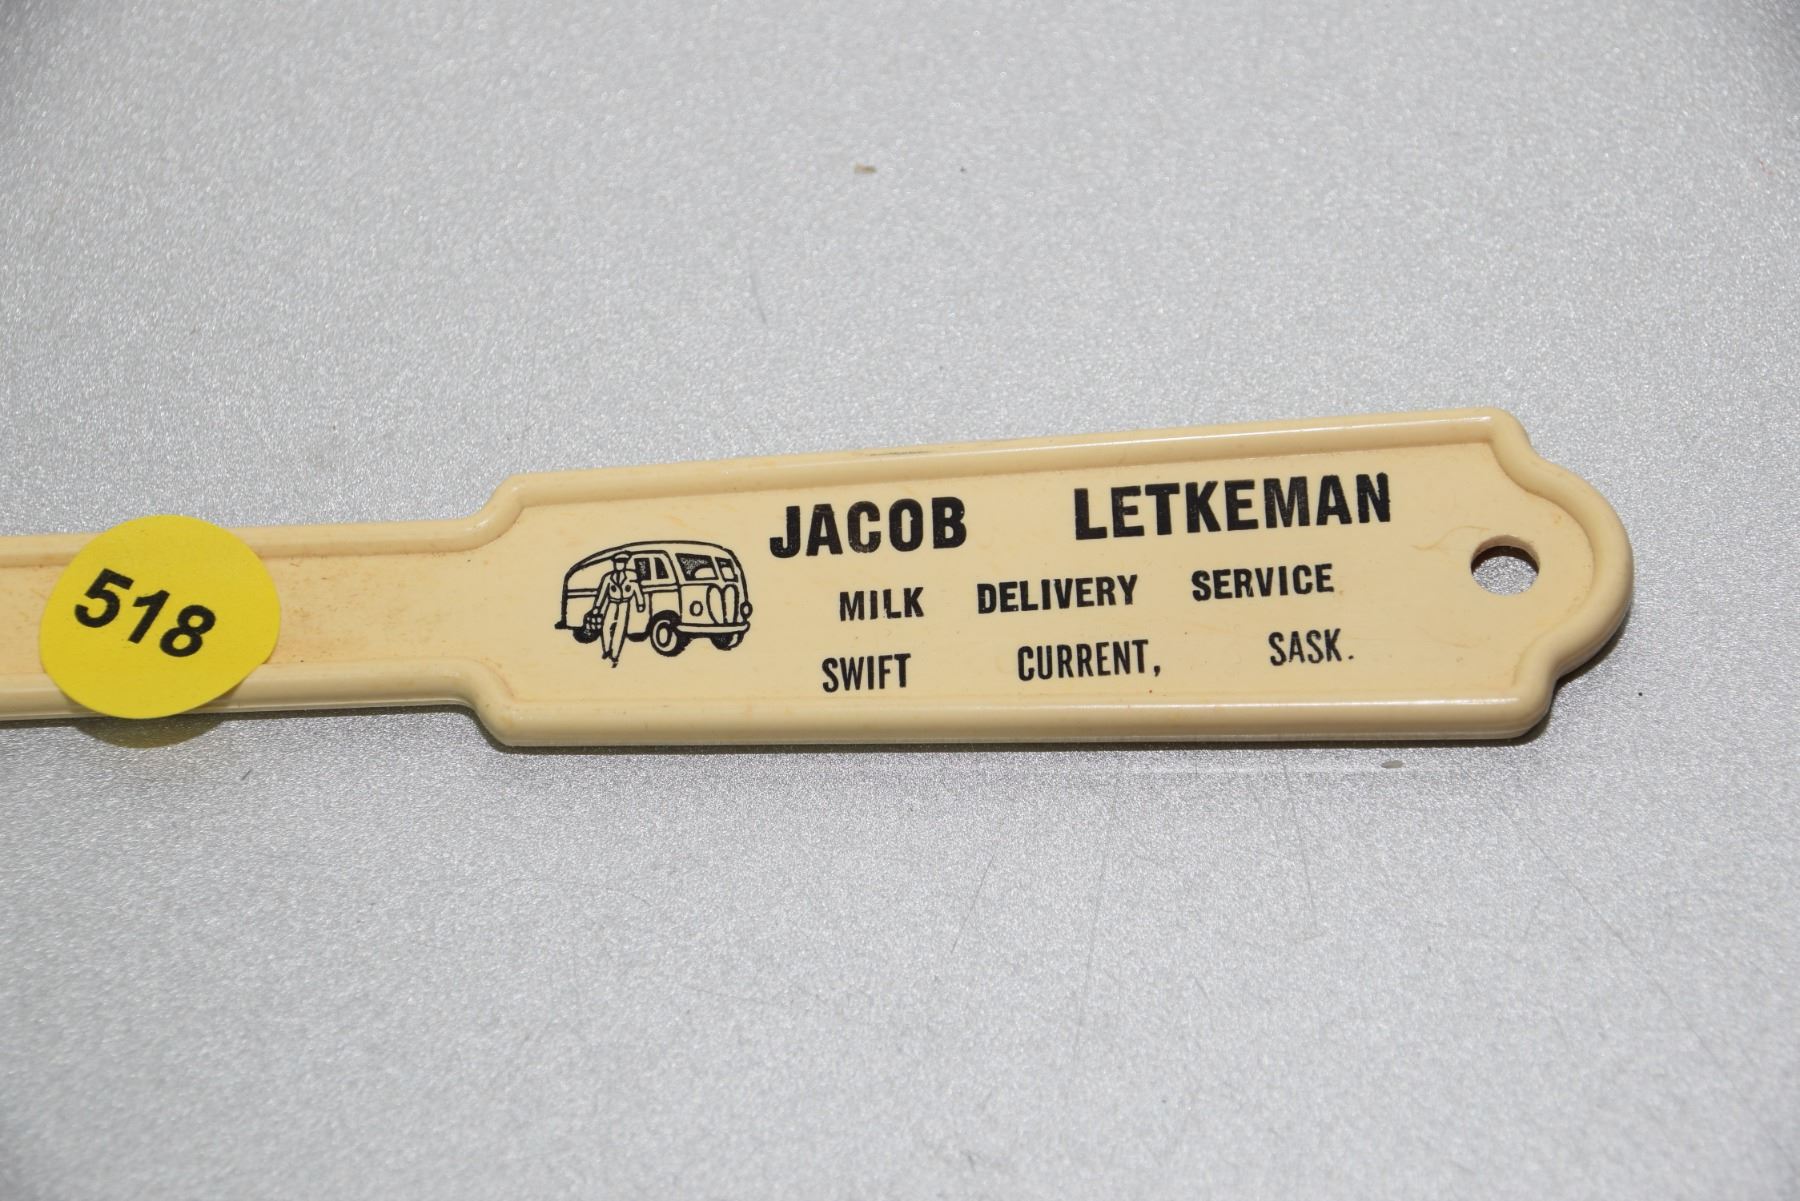 JACOB LETKEMAN
MILK DELIVERY SERVICE
SWIFT CURRENT, SASK.
518